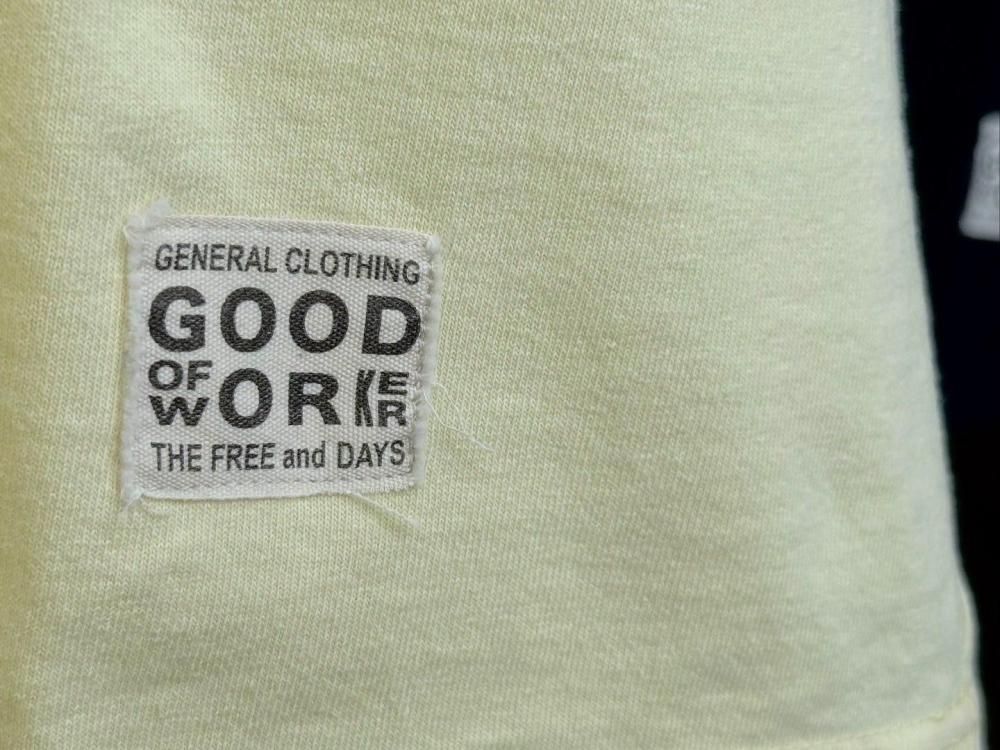 GENERAL CLOTHING
GOOD
OF WORKER
THE FREE and DAYS